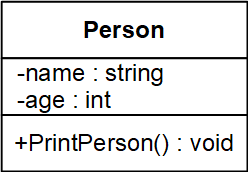 Person
-name : string
-age : int
+PrintPerson() : void